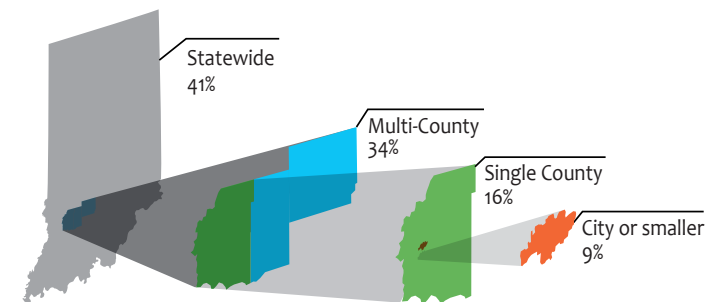 Statewide
41%
Multi-County
34%
Single County
16%
City or smaller
9%